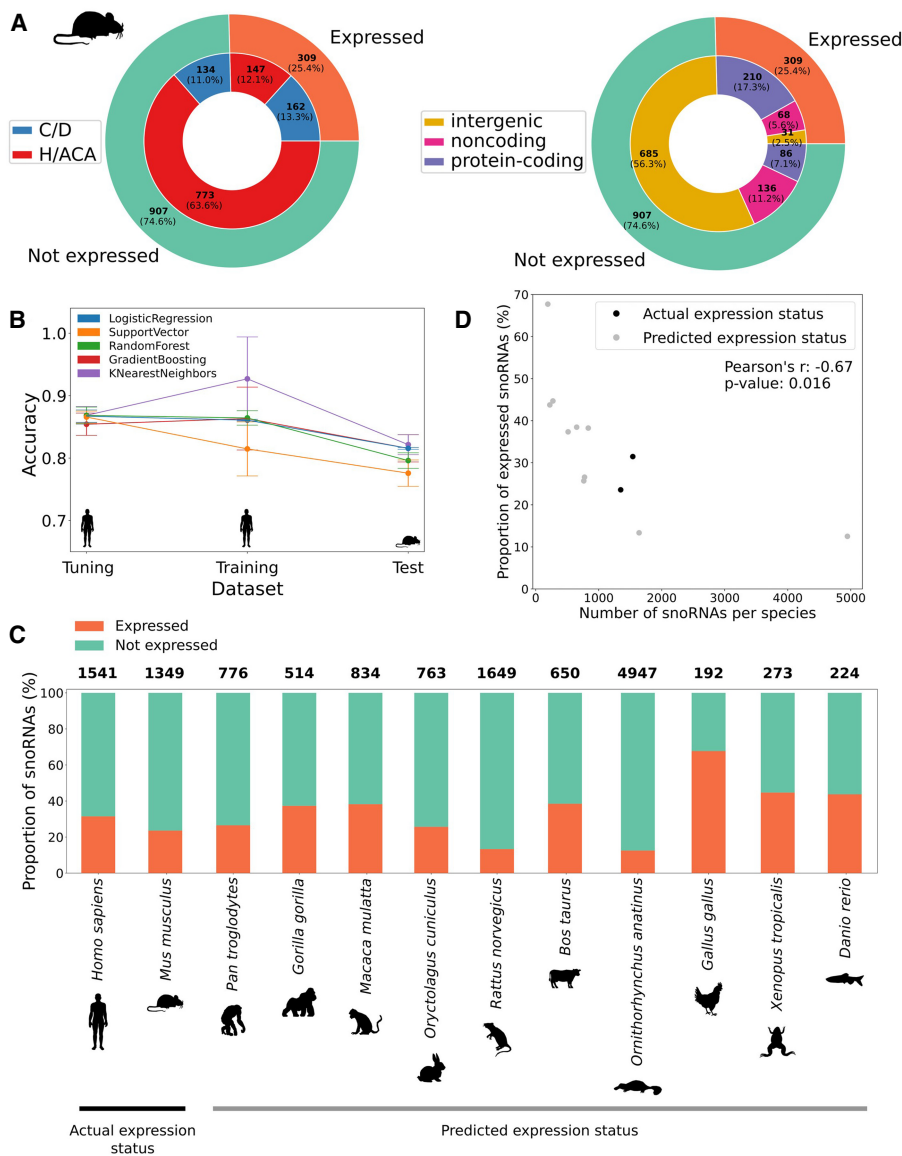 A
Expressed
309
(25.4%)
134
(11.0%)
147
(12.1%)
162
(13.3%)
C/D
H/ACA
773
(63.6%)
907
(74.6%)
Not expressed
Expressed
309
(25.4%)
210
(17.3%)
68
(5.6%)
31
(2.5%)
86
(7.1%)
intergenic
noncoding
protein-coding
685
(56.3%)
136
(11.2%)
907
(74.6%)
Not expressed
B
LogisticRegression
SupportVector
RandomForest
GradientBoosting
KNearestNeighbors
1.0
0.9
0.8
0.7
Accuracy
Tuning
Training
Test
Dataset
D
Actual expression status
Predicted expression status
Pearson's r: -0.67
p-value: 0.016
70
60
50
40
30
20
10
0
Proportion of expressed snoRNAs (%)
0
1000
2000
3000
4000
5000
Number of snoRNAs per species
C
Expressed
Not expressed
1541
1349
776
514
834
763
1649
650
4947
192
273
224
100
80
60
40
20
0
Proportion of snoRNAs (%)
Homo sapiens
Mus musculus
Pan troglodytes
Gorilla gorilla
Macaca mulatta
Oryctolagus cuniculus
Rattus norvegicus
Bos taurus
Ornithorhynchus anatinus
Gallus gallus
Xenopus tropicalis
Danio rerio
Actual expression
status
Predicted expression status